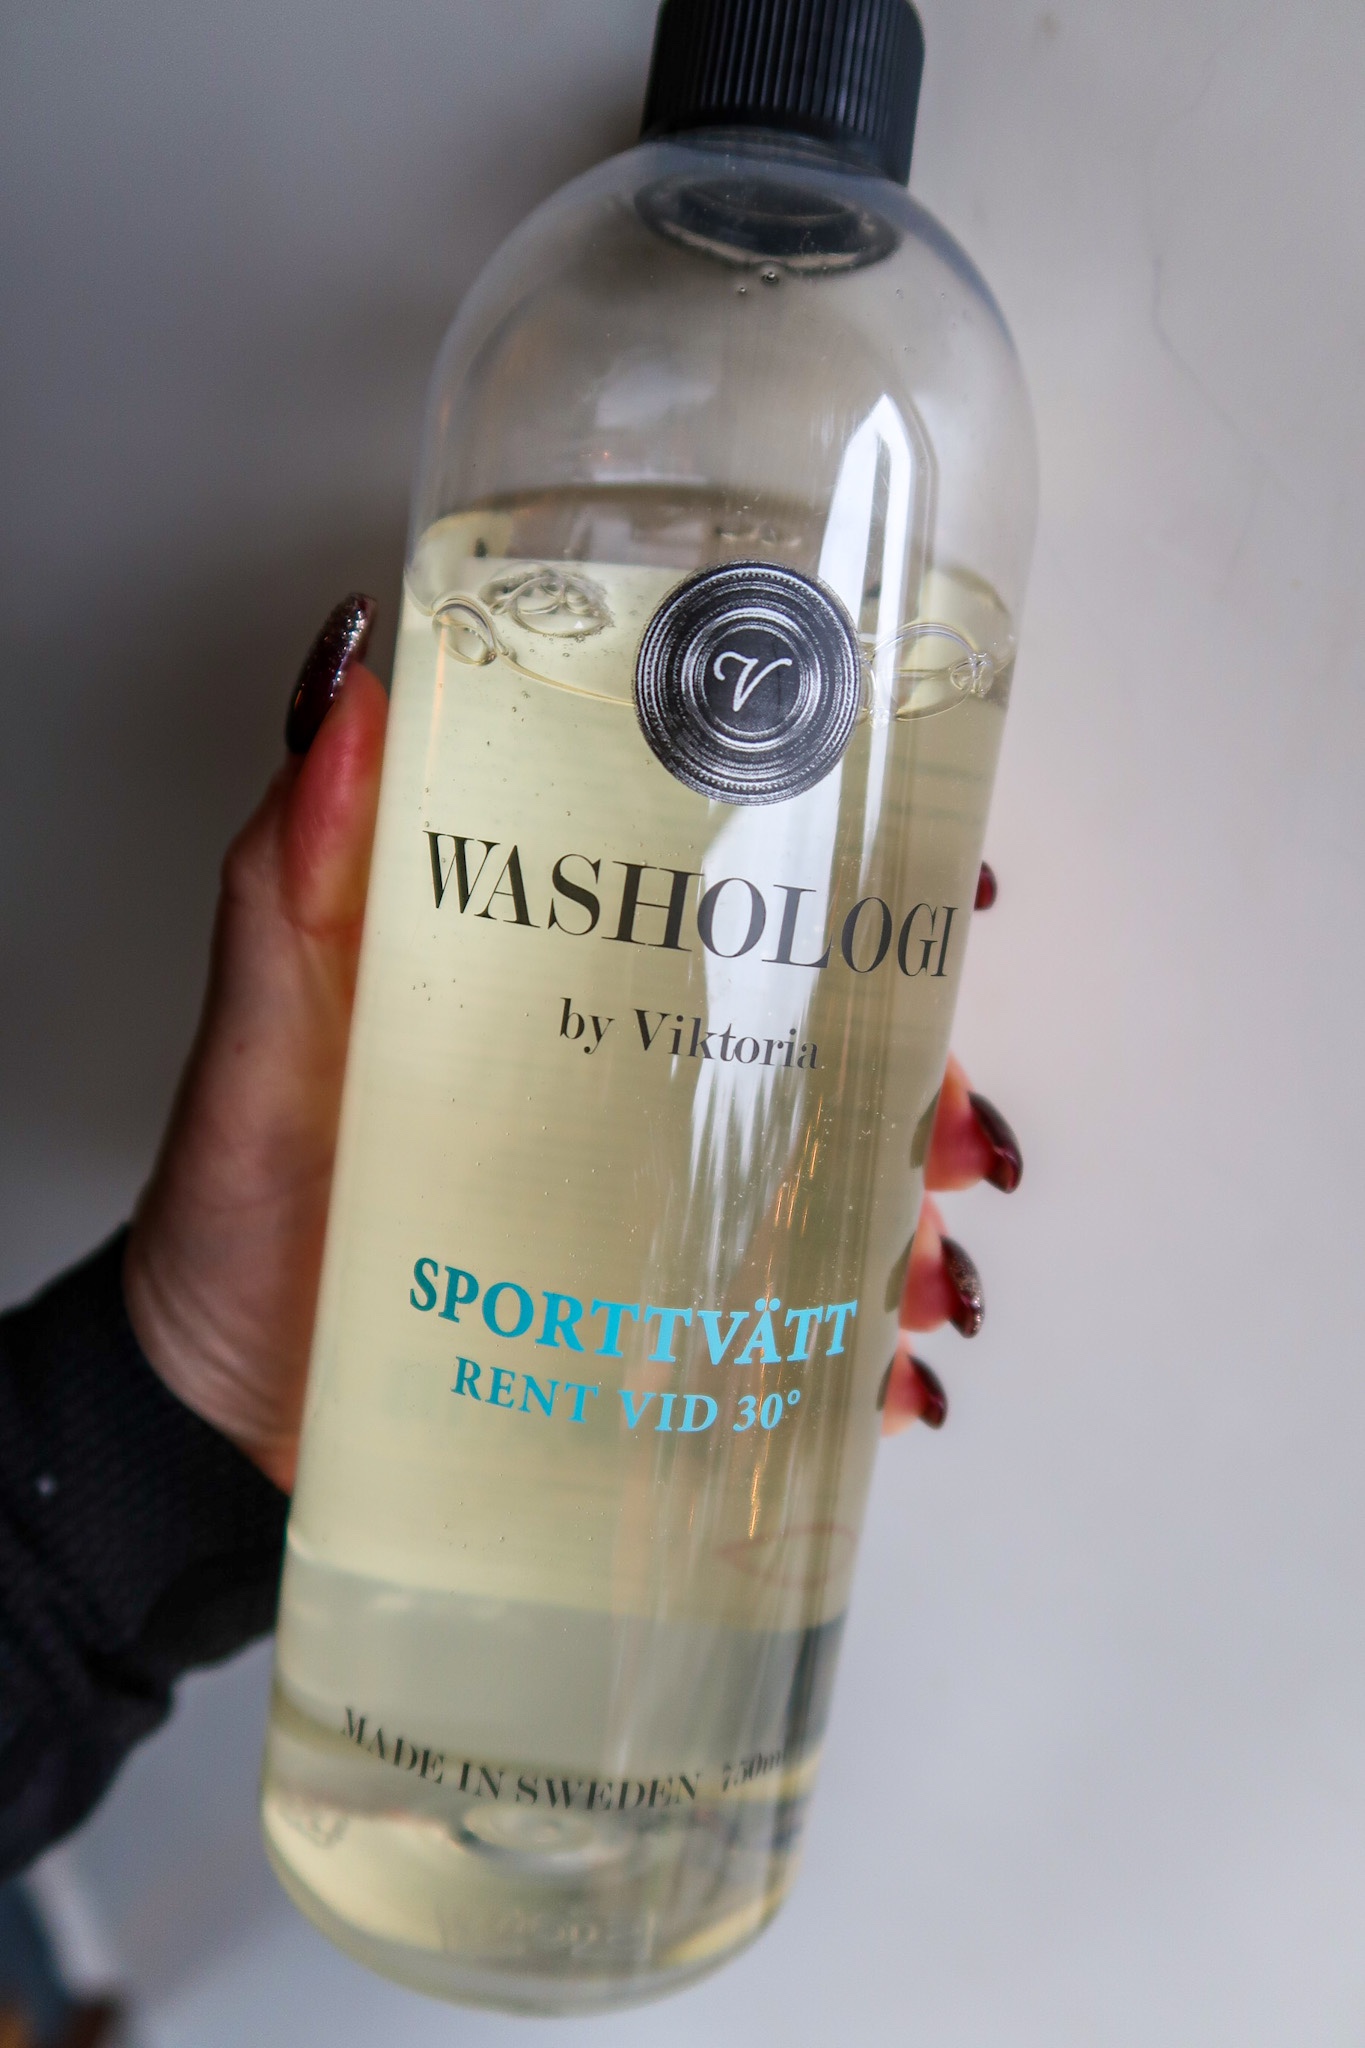 V
WASHOLOGI
by Viktoria
SPORTTVÄTT
RENT VID 30°
MADE IN SWEDEN 750ml